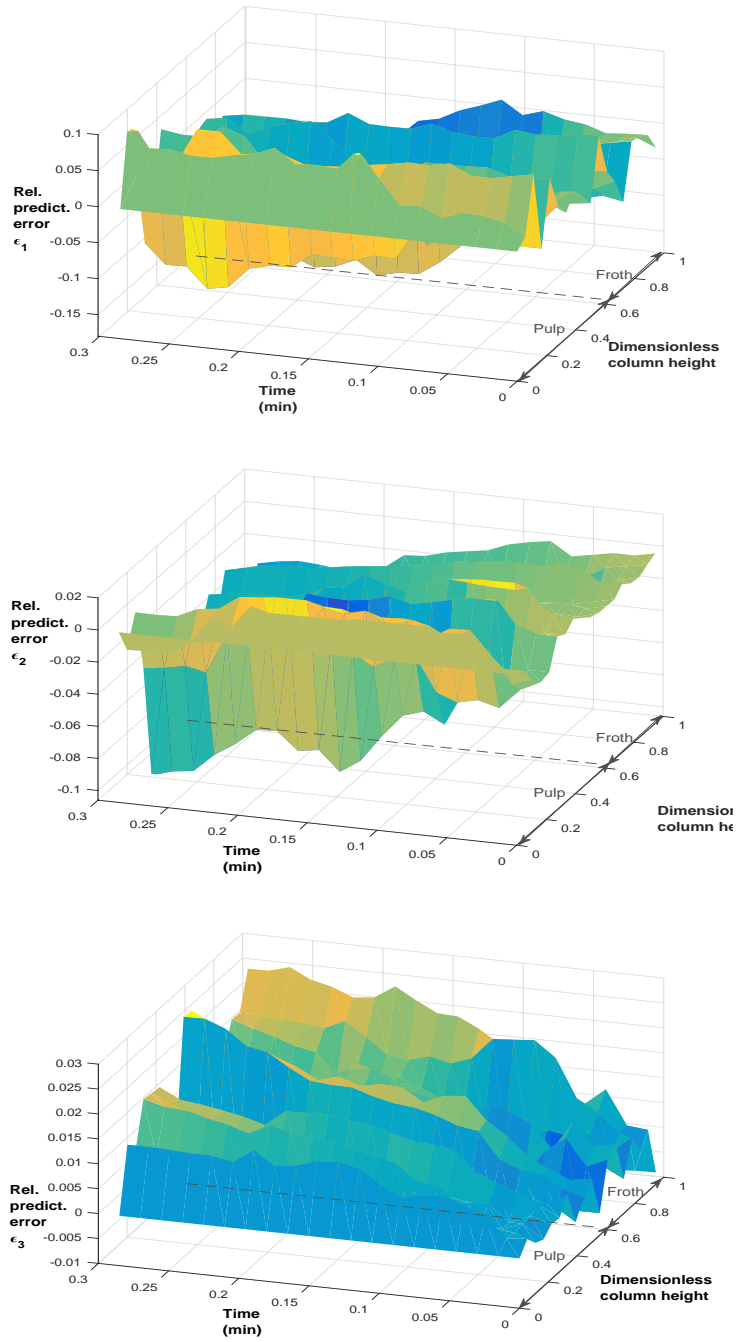 0.1
0.05
0
-0.05
-0.1
-0.15
Rel.
predict.
error
ϵ1
0.3
0.25
0.2
0.15
0.1
0.05
0
Time
(min)
0
0.2
0.4
0.6
0.8
1
Pulp
Froth
Dimensionless
column height
0.02
0
-0.02
-0.04
-0.06
-0.08
-0.1
Rel.
predict.
error
ϵ2
0.3
0.25
0.2
0.15
0.1
0.05
0
Time
(min)
0
0.2
0.4
0.6
0.8
1
Pulp
Froth
Dimension
column he
0.03
0.025
0.02
0.015
0.01
0.005
0
-0.005
-0.01
Rel.
predict.
error
ϵ3
0.3
0.25
0.2
0.15
0.1
0.05
0
Time
(min)
0
0.2
0.4
0.6
0.8
1
Pulp
Froth
Dimensionless
column height